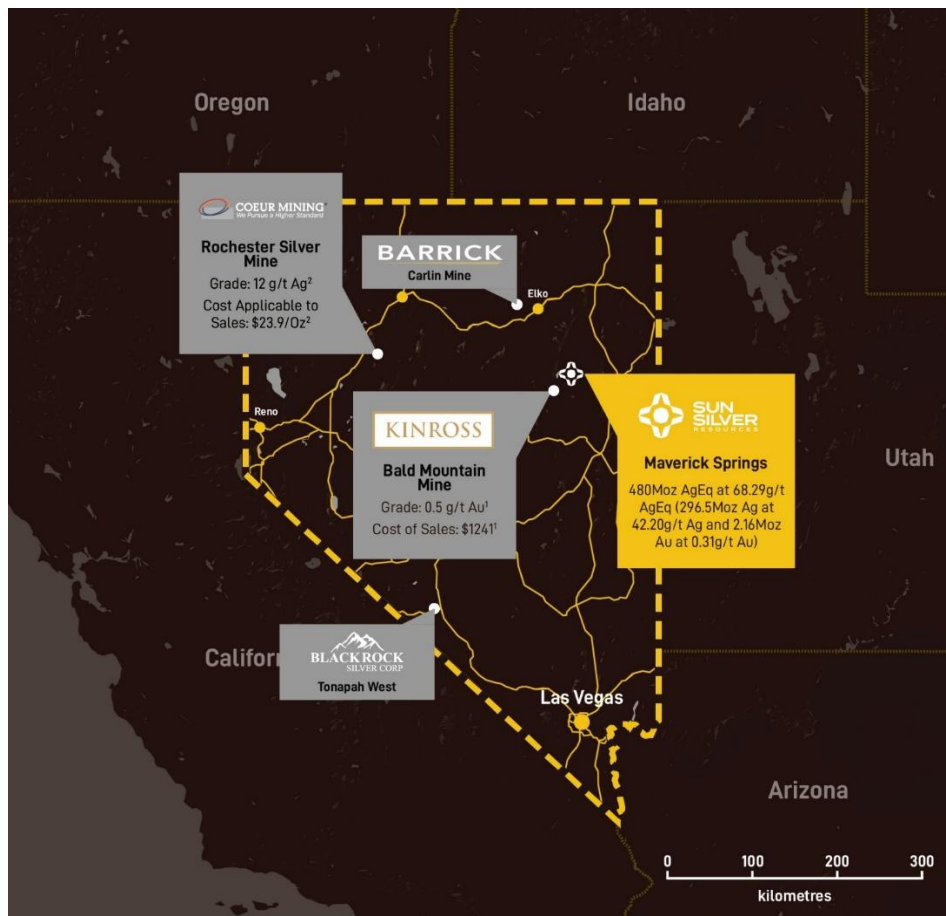 Oregon
Idaho
COEUR MINING®
We Pursue a Higher Standard
Rochester Silver
Mine
Grade: 12 g/t Ag²
Cost Applicable to
Sales: $23.9/Oz²
BARRICK
Carlin Mine
Elko
Reno
KINROSS
Bald Mountain
Mine
Grade: 0.5 g/t Au¹
Cost of Sales: $1241¹
SUN
SILVER
RESOURCES
Maverick Springs
480Moz AgEq at 68.29g/t
AgEq (296.5Moz Ag at
42.20g/t Ag and 2.16Moz
Au at 0.31g/t Au)
Utah
Californ
BLACKROCK
SILVER CORP
Tonapah West
Las Vegas
Arizona
0 100 200 300
kilometres